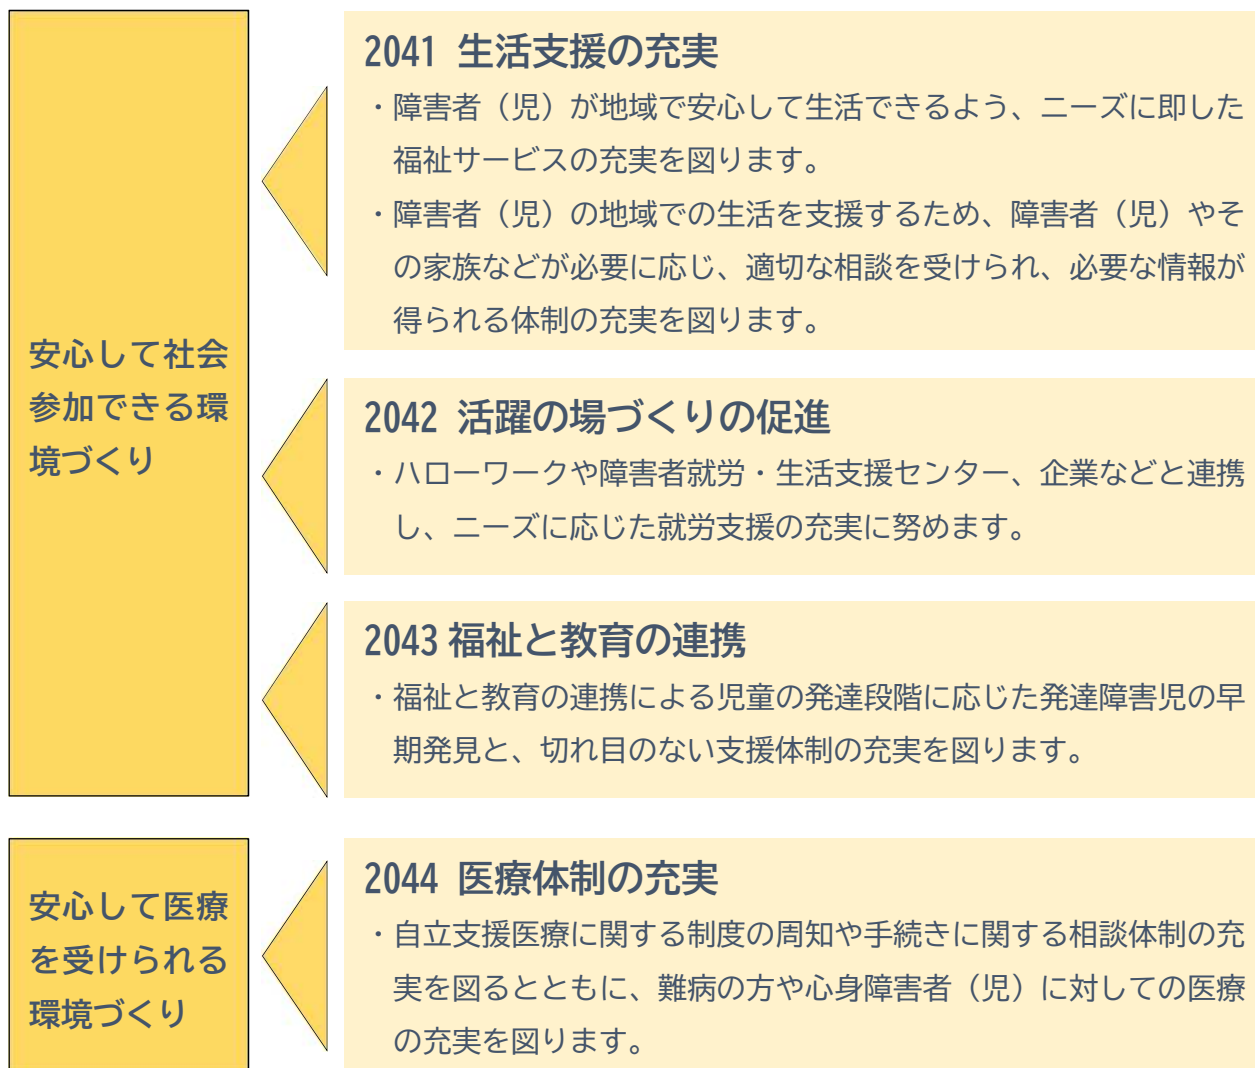 安心して社会
参加できる環
境づくり
2041 生活支援の充実
・障害者（児）が地域で安心して生活できるよう、ニーズに即した
福祉サービスの充実を図ります。
・障害者（児）の地域での生活を支援するため、障害者（児）やそ
の家族などが必要に応じ、適切な相談を受けられ、必要な情報が
得られる体制の充実を図ります。
2042 活躍の場づくりの促進
・ハローワークや障害者就労・生活支援センター、企業などと連携
し、ニーズに応じた就労支援の充実に努めます。
2043 福祉と教育の連携
・福祉と教育の連携による児童の発達段階に応じた発達障害児の早
期発見と、切れ目のない支援体制の充実を図ります。
安心して医療
を受けられる
環境づくり
2044 医療体制の充実
・自立支援医療に関する制度の周知や手続きに関する相談体制の充
実を図るとともに、難病の方や心身障害者（児）に対しての医療
の充実を図ります。